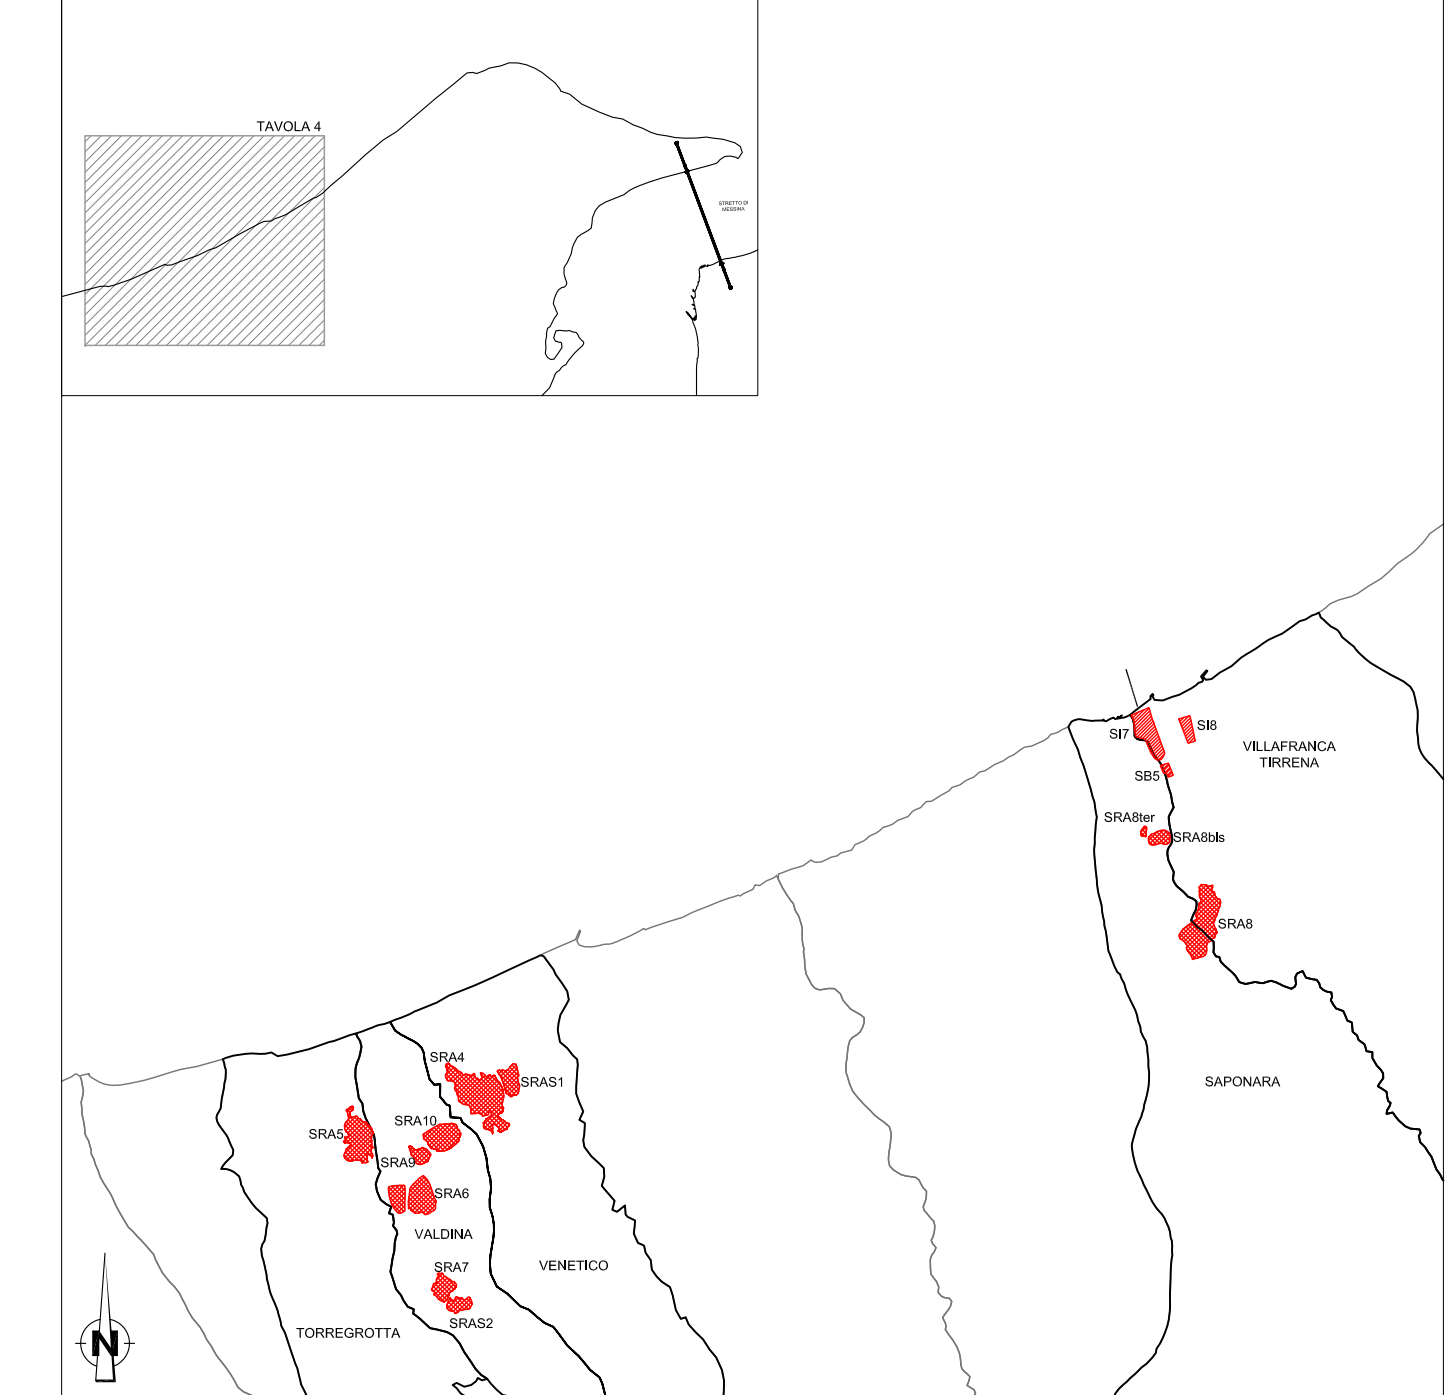 TAVOLA 4
STRETTO DI
MESSINA
SI7
SI8
VILLAFRANCA
TIRRENA
SB5
SRA8ter
SRA8bis
SRA8
SRA4
SRAS1
SAPONARA
SRA10
SRA5
SRA9
SRA6
VALDINA
VENETICO
SRA7
SRAS2
TORREGROTTA
N